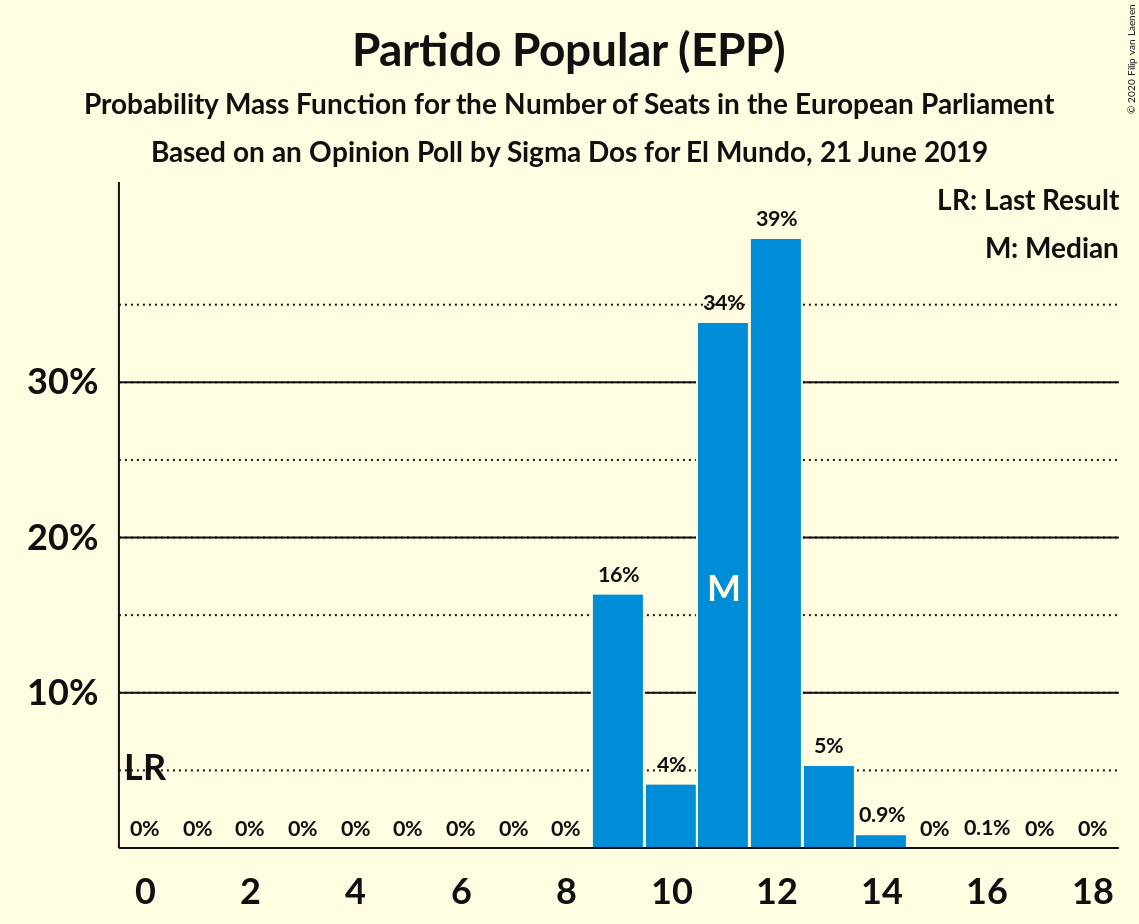 Partido Popular (EPP)
Probability Mass Function for the Number of Seats in the European Parliament
Based on an Opinion Poll by Sigma Dos for El Mundo, 21 June 2019
© 2020 Filip van Laenen
LR: Last Result
M: Median
39%
34%
30%
20%
16%
M
10%
LR
5%
4%
0.9%
0% 0% 0% 0% 0% 0% 0% 0% 0% 0% 0.1% 0% 0%
0 2 4 6 8 10 12 14 16 18